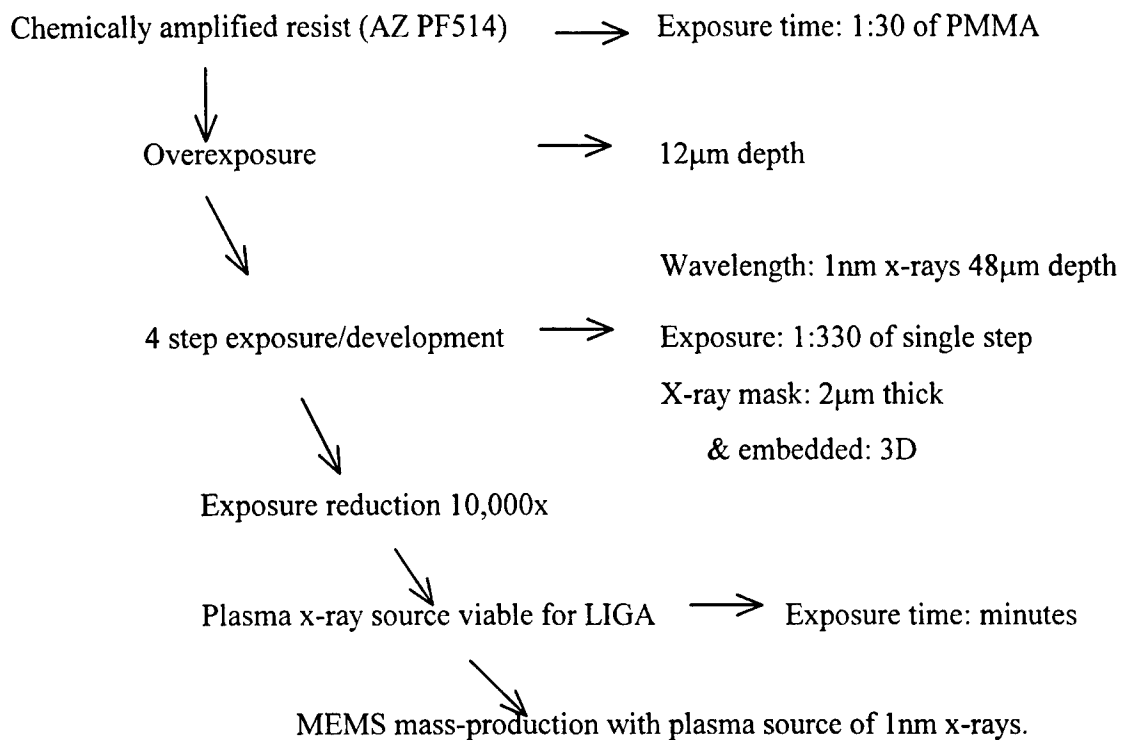 Chemically amplified resist (AZ PF514) Exposure time: 1:30 of PMMA
Overexposure 12μm depth
Wavelength: 1nm x-rays 48μm depth
4 step exposure/development Exposure: 1:330 of single step
X-ray mask: 2μm thick
& embedded: 3D
Exposure reduction 10,000x
Plasma x-ray source viable for LIGA Exposure time: minutes
MEMS mass-production with plasma source of 1nm x-rays.